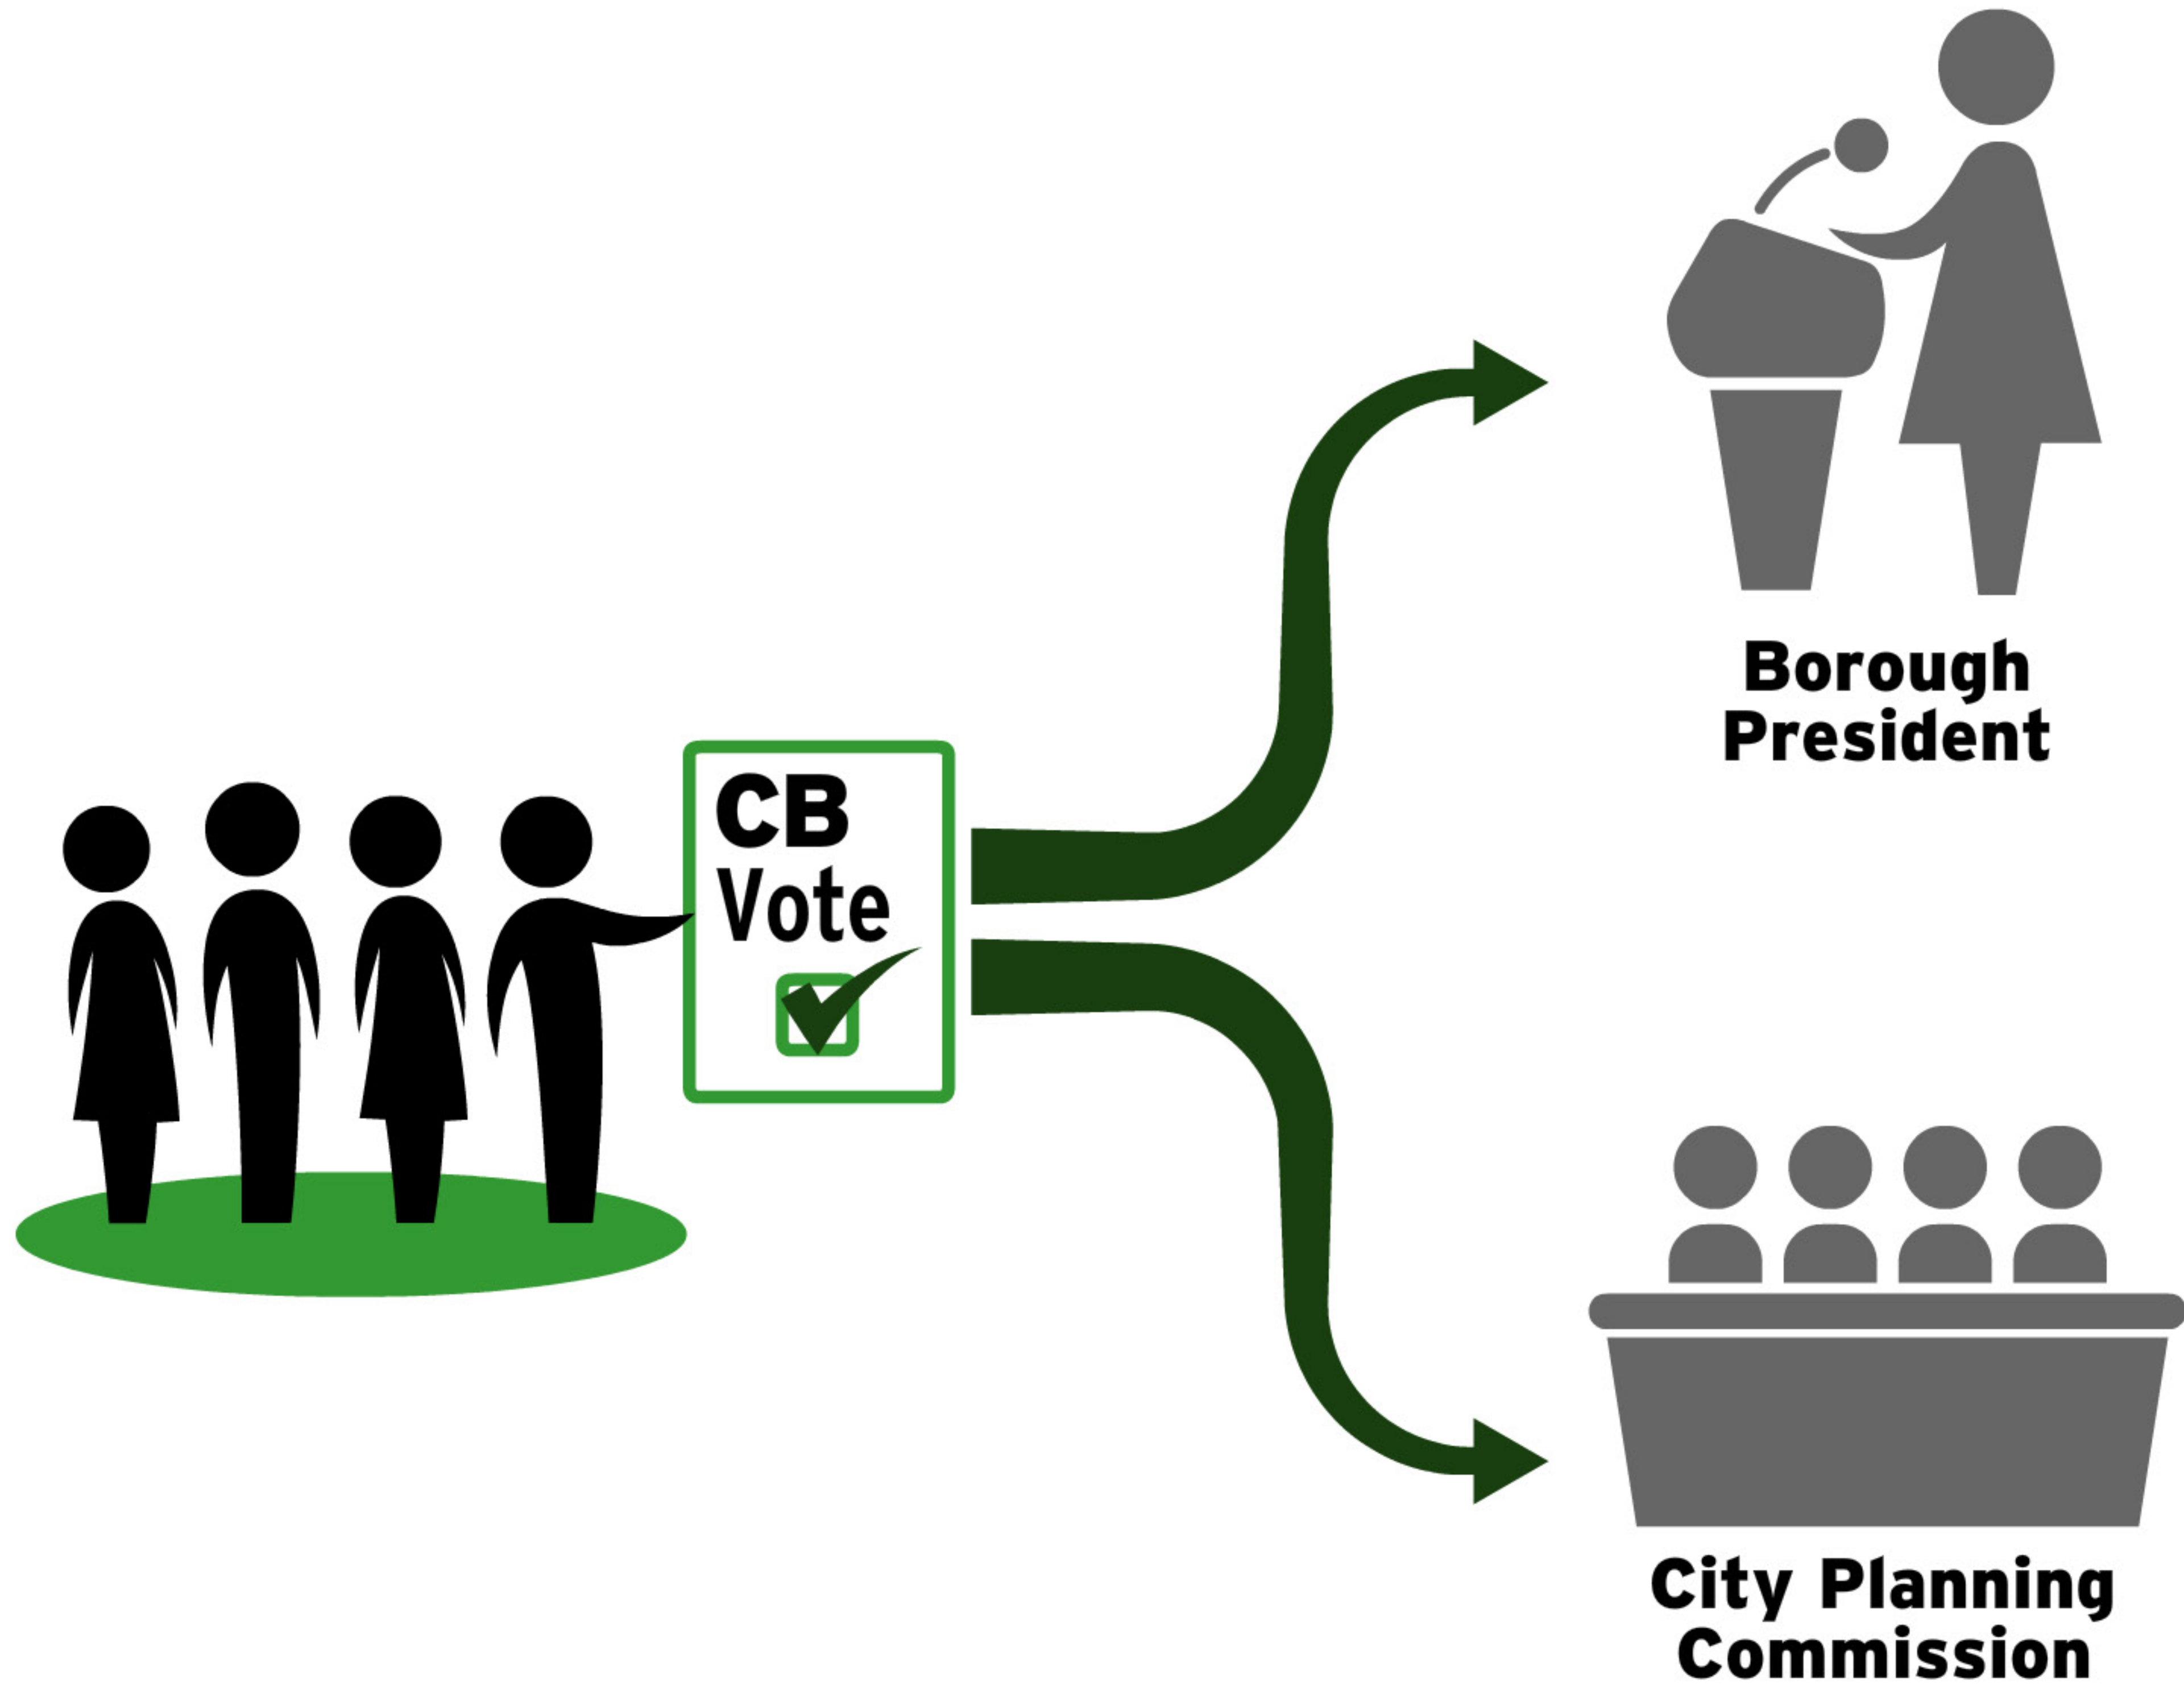 CB
Vote
Borough
President
City Planning
Commission